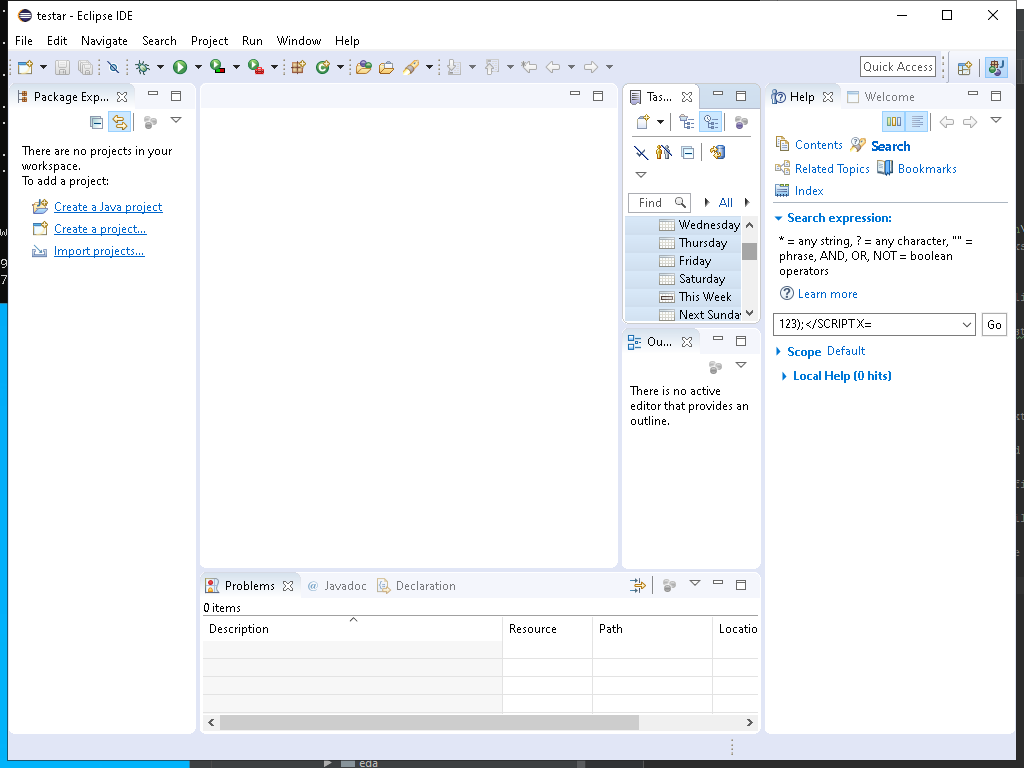 testar - Eclipse IDE
File Edit Navigate Search Project Run Window Help
Quick Access
Package Exp...
There are no projects in your
workspace.
To add a project:
Create a Java project
Create a project...
Import projects...
Tas...
Find
All
Wednesday
Thursday
Friday
Saturday
This Week
Ou...
There is no active
editor that provides an
outline.
Help Welcome
Contents Search
Related Topics Bookmarks
Index
Search expression:
* = any string, ? = any character, "" =
phrase, AND, OR, NOT = boolean
operators
Learn more
123);</SCRIPTX=
Go
Scope Default
Local Help (0 hits)
Problems @ Javadoc Declaration
0 items
Description Resource Path Locatio
eda